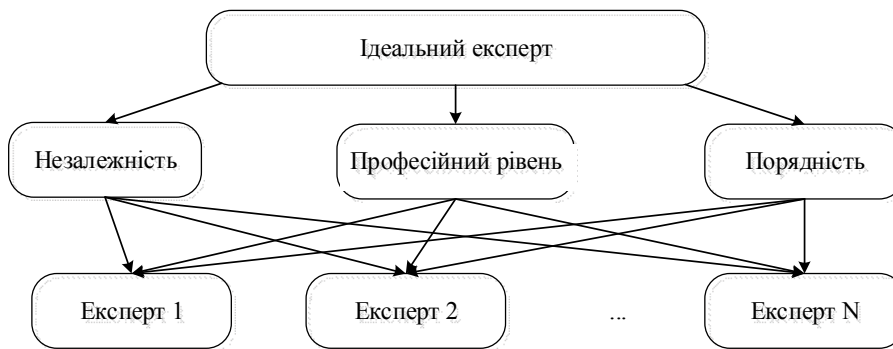 Ідеальний експерт
Незалежність
Професійний рівень
Порядність
Експерт 1
Експерт 2
...
Експерт N